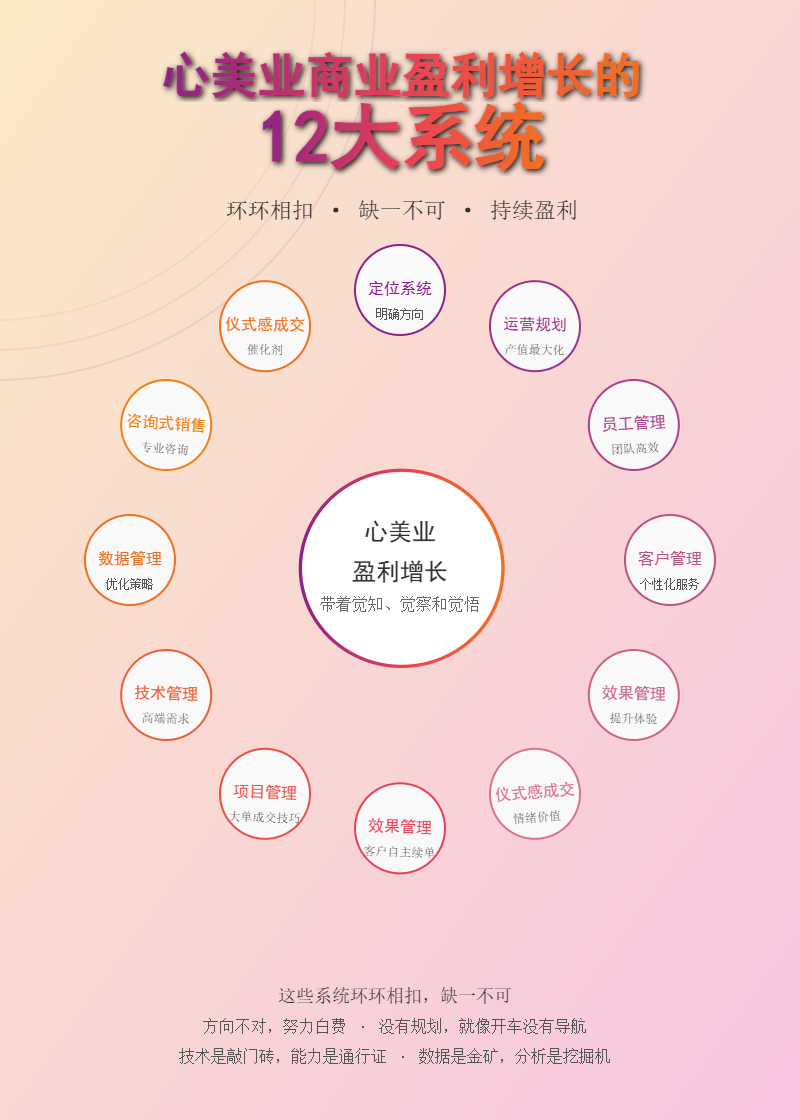 心美业商业盈利增长的
12大系统
环环相扣 • 缺一不可 • 持续盈利
定位系统
明确方向
运营规划
产值最大化
员工管理
团队高效
客户管理
个性化服务
效果管理
提升体验
仪式感成交
情绪价值
效果管理
客户自主续单
项目管理
大单成交技巧
技术管理
高端需求
数据管理
优化策略
咨询式销售
专业咨询
仪式感成交
催化剂
心美业
盈利增长
带着觉知、觉察和觉悟
这些系统环环相扣，缺一不可
方向不对，努力白费 · 没有规划，就像开车没有导航
技术是敲门砖，能力是通行证 · 数据是金矿，分析是挖掘机